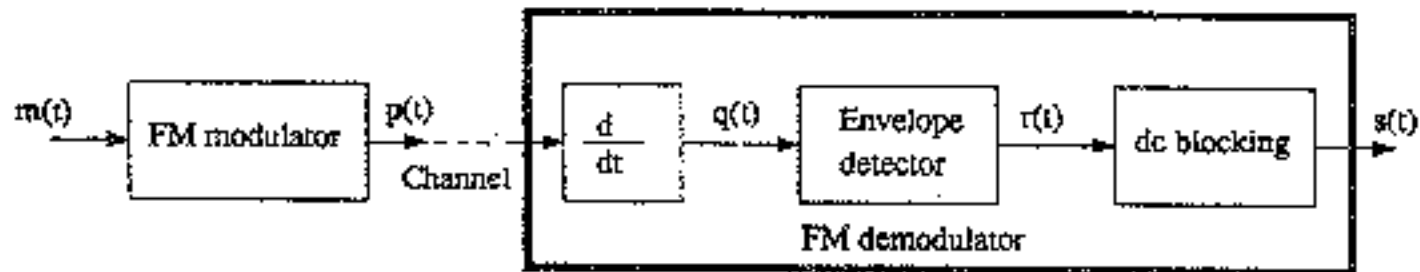 m(t)
FM modulator
p(t)
Channel
d
dt
q(t)
Envelope
detector
r(t)
dc blocking
s(t)
FM demodulator